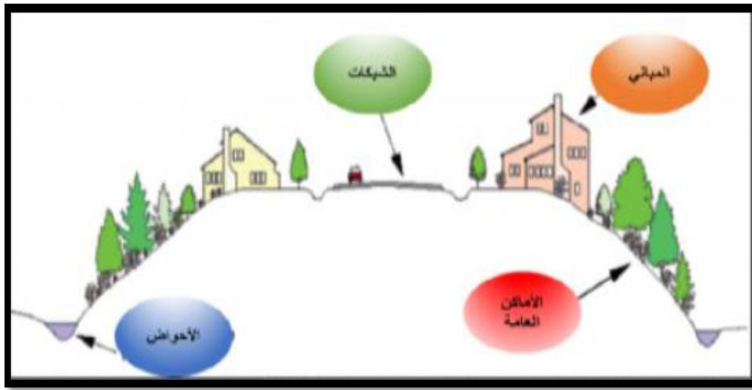 المباني
الشبكات
الأماكن
العامة
الأحواض